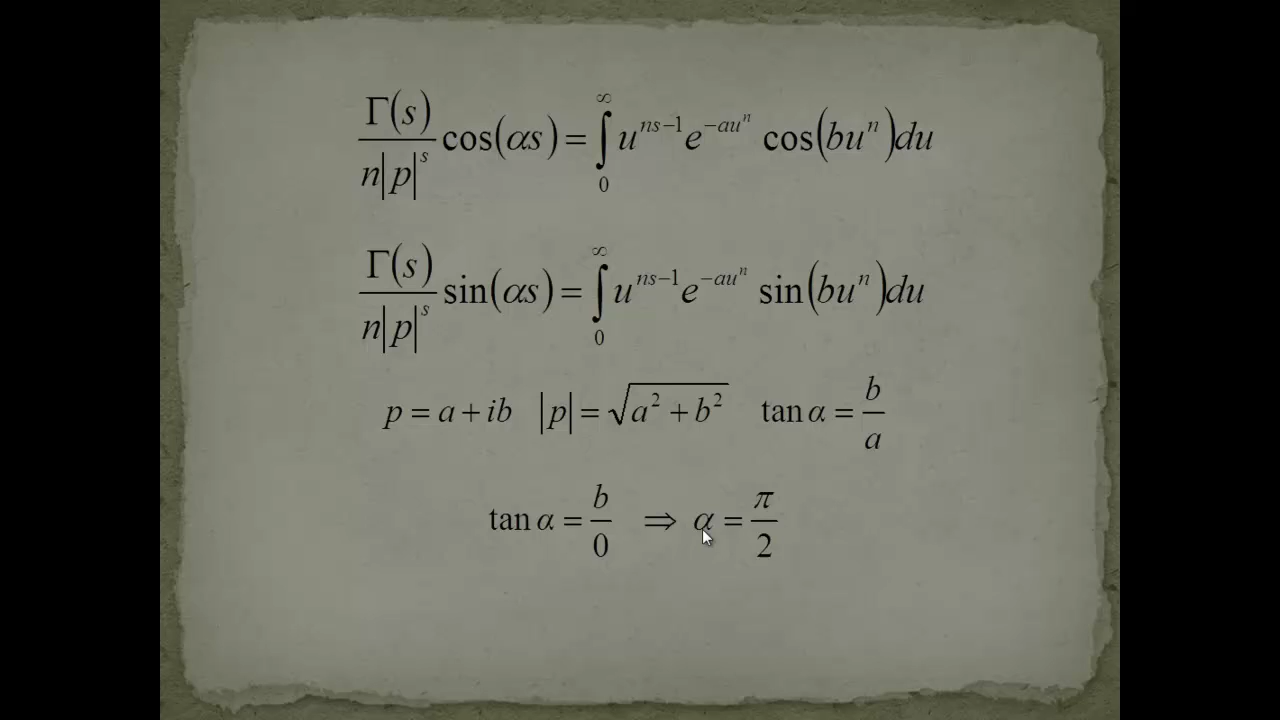 Γ(s)/(n|p|^s) cos(αs) = ∫_0^∞ u^{ns−1} e^{−au^n} cos(bu^n)du
Γ(s)/(n|p|^s) sin(αs) = ∫_0^∞ u^{ns−1} e^{−au^n} sin(bu^n)du
p = a + ib |p| = √(a² + b²) tan α = b/a
tan α = b/0 ⇒ α = π/2